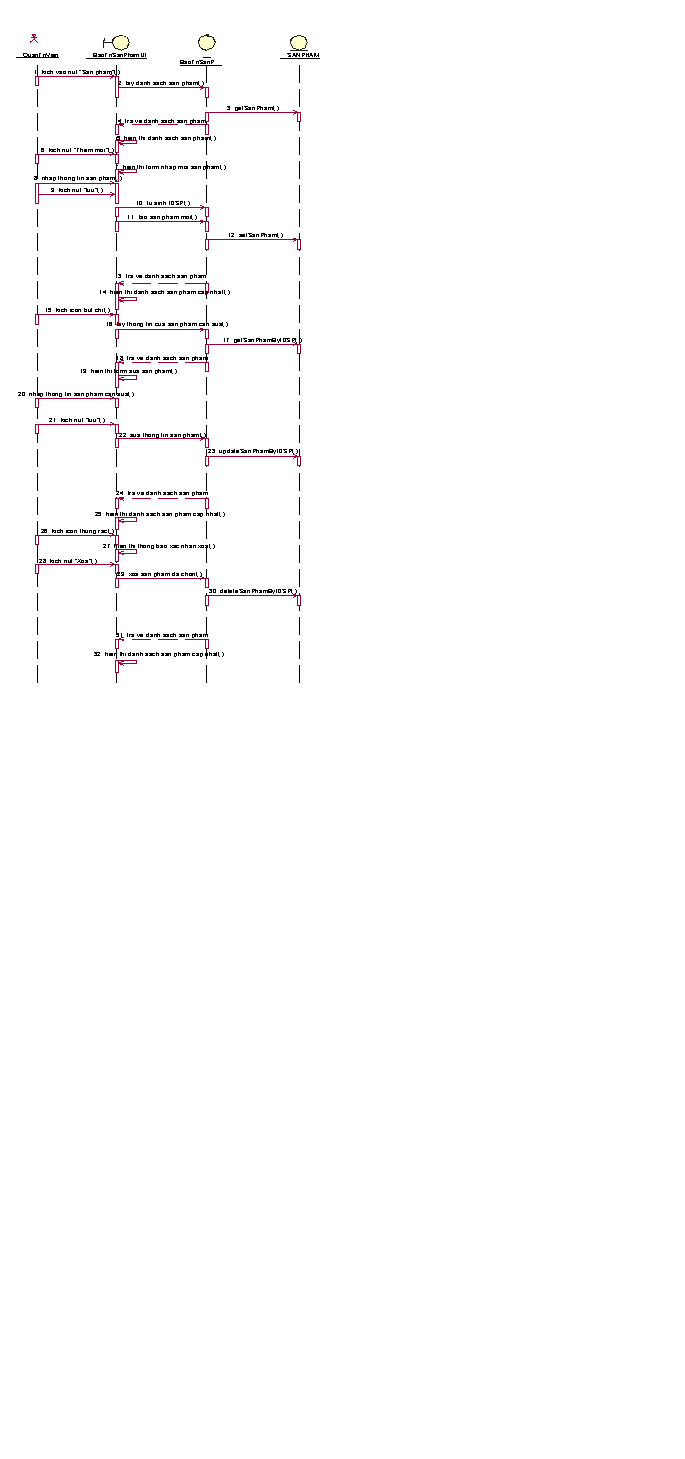 QuanTriVien
BaoTriSanPhamUI
BaoTriSanP...
SANPHAM
1. kich vao nut "San pham"( )
2. lay danh sach san pham( )
3. getSanPham( )
4. tra ve danh sach san pham
5. hien thi danh sach san pham( )
6. kich nut "Them moi"( )
7. hien thi form nhap moi san pham( )
8. nhap thong tin san pham( )
9. kich nut "luu"( )
10. tu sinh IDSP( )
11. tao san pham moi( )
12. setSanPham( )
13. tra ve danh sach san pham
14. hien thi danh sach san pham cap nhat( )
15. kich icon but chi( )
16. lay thong tin cua san pham can sua( )
17. getSanPhamByIDSP( )
18. tra ve danh sach san pham
19. hien thi form sua san pham( )
20. nhap thong tin san pham can sua( )
21. kich nut "luu"( )
22. sua thong tin san pham( )
23. updateSanPhamByIDSP( )
24. tra ve danh sach san pham
25. hien thi danh sach san pham cap nhat( )
26. kich icon thung rac( )
27. hien thi thong bao xac nhan xoa( )
28. kich nut "Xoa"( )
29. xoa san pham da chon( )
30. deleteSanPhamByIDSP( )
31. tra ve danh sach san pham
32. hien thi danh sach san pham cap nhat( )